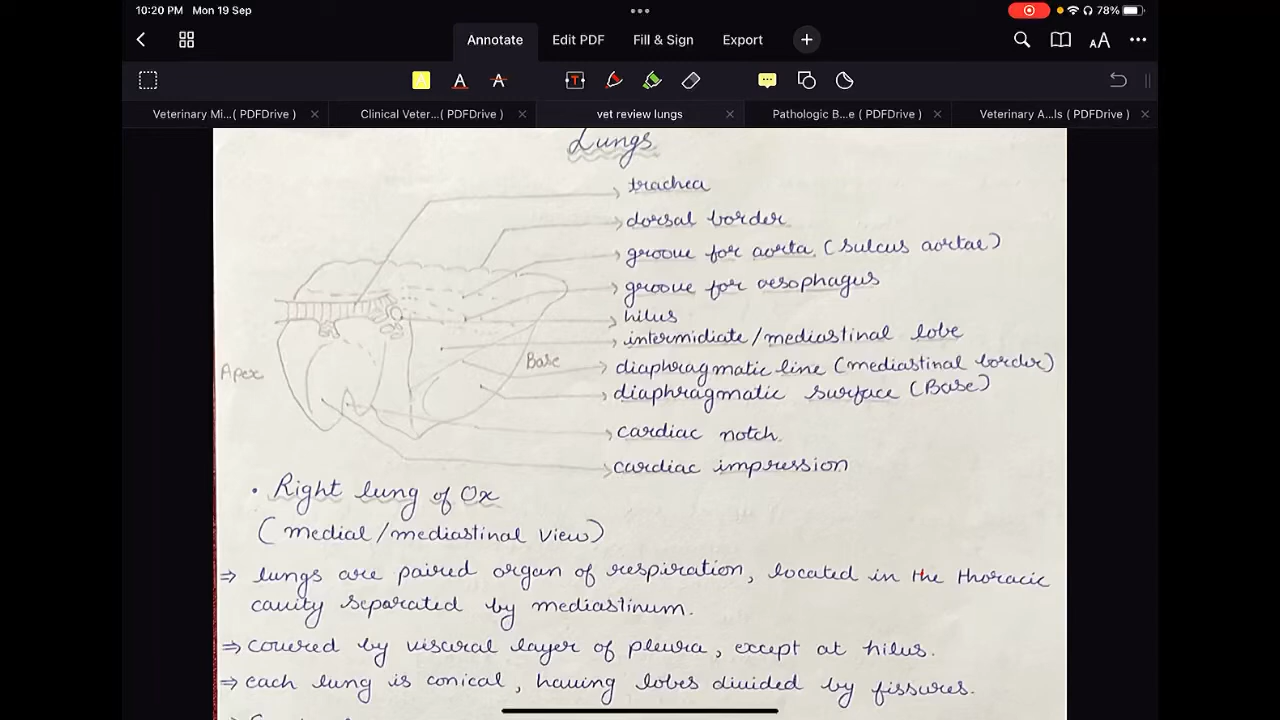 10:20 PM Mon 19 Sep
78%
Annotate Edit PDF Fill & Sign Export
Veterinary Mi...( PDFDrive )
Clinical Veter...( PDFDrive )
vet review lungs
Pathologic B...e ( PDFDrive )
Veterinary A...ls ( PDFDrive )
Lungs
trachea
dorsal border
groove for aorta (sulcus aortae)
groove for oesophagus
hilus
intermidiate/mediastinal lobe
diaphragmatic line (mediastinal border)
diaphragmatic surface (Base)
cardiac notch
cardiac impression
Apex
Base
• Right lung of Ox
(medial/mediastinal view)
⇒ lungs are paired organ of respiration, located in the thoracic
cavity separated by mediastinum.
⇒ covered by visceral layer of pleura, except at hilus.
⇒ each lung is conical, having lobes divided by fissures.